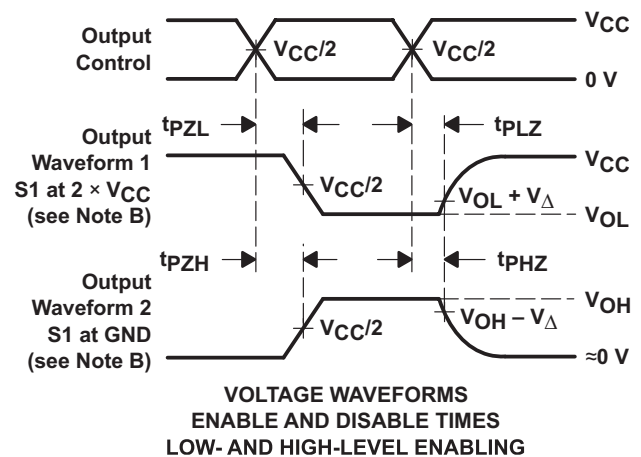 Output
Control
VCC/2
VCC/2
VCC
0 V
Output
Waveform 1
S1 at 2 × VCC
(see Note B)
tPZL
tPLZ
VCC/2
VCC
VOL + VΔ
VOL
Output
Waveform 2
S1 at GND
(see Note B)
tPZH
tPHZ
VCC/2
VOH
VOH – VΔ
≈0 V
VOLTAGE WAVEFORMS
ENABLE AND DISABLE TIMES
LOW- AND HIGH-LEVEL ENABLING